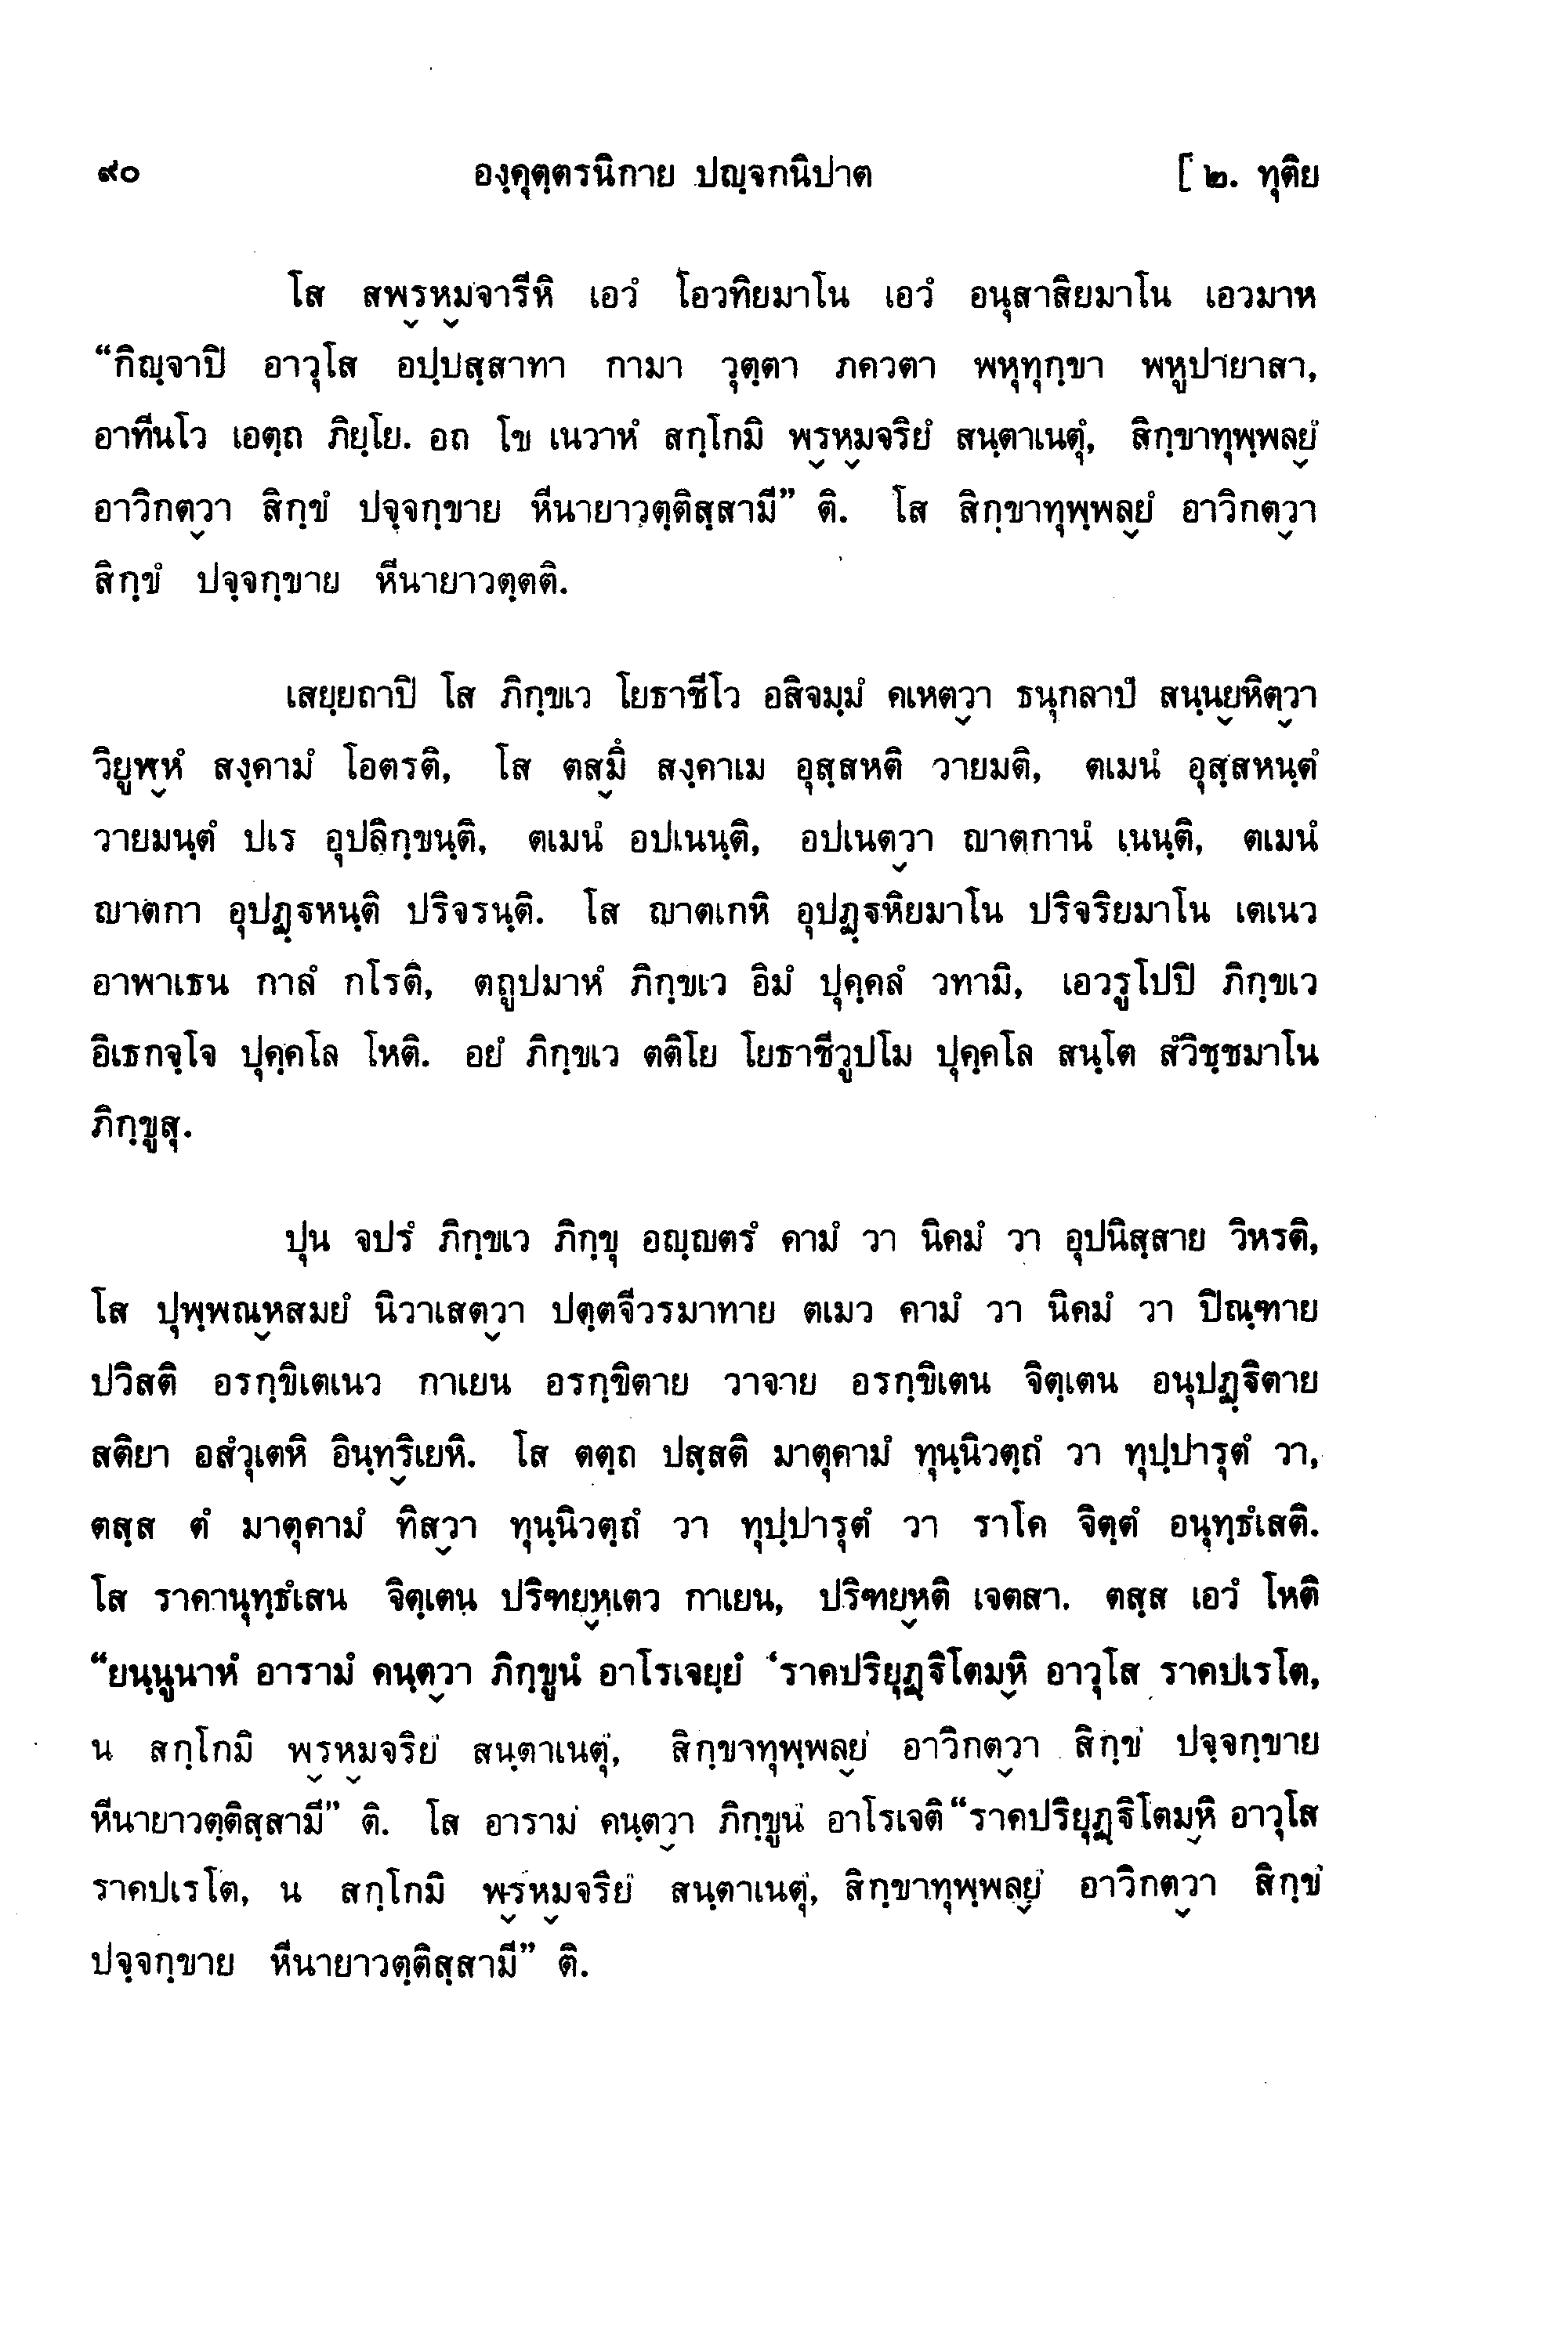 ๙๐ องฺคุตฺตรนิกาย ปญฺจกนิปาต [ ๒. ทุติย
โส สพฺรหฺมจารีหิ เอวํ โอวทิยมาโน เอวํ อนุสาสิยมาโน เอวมาห
“กิญฺจาปิ อาวุโส อปฺปสฺสาทา กามา วุตฺตา ภควตา พหุทุกฺขา พหูปายาสา,
อาทีนโว เอตฺถ ภิยฺโย. อถ โข เนวาหํ สกฺโกมิ พฺรหฺมจริยํ สนฺตาเนตุํ, สิกฺขาทุพฺพลฺยํ
อาวิกตฺวา สิกฺขํ ปจฺจกฺขาย หีนายาวตฺติสฺสามี” ติ. โส สิกฺขาทุพฺพลฺยํ อาวิกตฺวา
สิกฺขํ ปจฺจกฺขาย หีนายาวตฺตติ.
เสยฺยถาปิ โส ภิกฺขเว โยธาชีโว อสิจมฺมํ คเหตฺวา ธนุกลาปํ สนฺนยฺหิตฺวา
วิยูฬฺหํ สงฺคามํ โอตรติ, โส ตสฺมิํ สงฺคาเม อุสฺสหติ วายมติ, ตเมนํ อุสฺสหนฺตํ
วายมนฺตํ ปเร อุปลิกฺขนฺติ, ตเมนํ อปเนนฺติ, อปเนตฺวา ญาตกานํ เนนฺติ, ตเมนํ
ญาตกา อุปฏฺฐหนฺติ ปริจรนฺติ. โส ญาตเกหิ อุปฏฺฐหิยมาโน ปริจริยมาโน เตเนว
อาพาเธน กาลํ กโรติ, ตถูปมาหํ ภิกฺขเว อิมํ ปุคฺคลํ วทามิ, เอวรูโปปิ ภิกฺขเว
อิเธกจฺโจ ปุคฺคโล โหติ. อยํ ภิกฺขเว ตติโย โยธาชีวูปโม ปุคฺคโล สนฺโต สํวิชฺชมาโน
ภิกฺขูสุ.
ปุน จปรํ ภิกฺขเว ภิกฺขุ อญฺญตรํ คามํ วา นิคมํ วา อุปนิสฺสาย วิหรติ,
โส ปุพฺพณฺหสมยํ นิวาเสตฺวา ปตฺตจีวรมาทาย ตเมว คามํ วา นิคมํ วา ปิณฺฑาย
ปวิสติ อรกฺขิเตเนว กาเยน อรกฺขิตาย วาจาย อรกฺขิเตน จิตฺเตน อนุปฏฺฐิตาย
สติยา อสํวุเตหิ อินฺทฺริเยหิ. โส ตตฺถ ปสฺสติ มาตุคามํ ทุนฺนิวตฺถํ วา ทุปฺปารุตํ วา,
ตสฺส ตํ มาตุคามํ ทิสฺวา ทุนฺนิวตฺถํ วา ทุปฺปารุตํ วา ราโค จิตฺตํ อนุทฺธํเสติ.
โส ราคานุทฺธํเสน จิตฺเตน ปริฑยฺหเตว กาเยน, ปริฑยฺหติ เจตสา. ตสฺส เอวํ โหติ
“ยนฺนูนาหํ อารามํ คนฺตฺวา ภิกฺขูนํ อาโรเจยฺยํ ‘ราคปริยุฏฺฐิโตมฺหิ อาวุโส ราคปเรโต,
น สกฺโกมิ พฺรหฺมจริยํ สนฺตาเนตุํ, สิกฺขาทุพฺพลฺยํ อาวิกตฺวา สิกฺขํ ปจฺจกฺขาย
หีนายาวตฺติสฺสามี” ติ. โส อารามํ คนฺตฺวา ภิกฺขูนํ อาโรเจติ “ราคปริยุฏฺฐิโตมฺหิ อาวุโส
ราคปเรโต, น สกฺโกมิ พฺรหฺมจริยํ สนฺตาเนตุํ, สิกฺขาทุพฺพลฺยํ อาวิกตฺวา สิกฺขํ
ปจฺจกฺขาย หีนายาวตฺติสฺสามี” ติ.